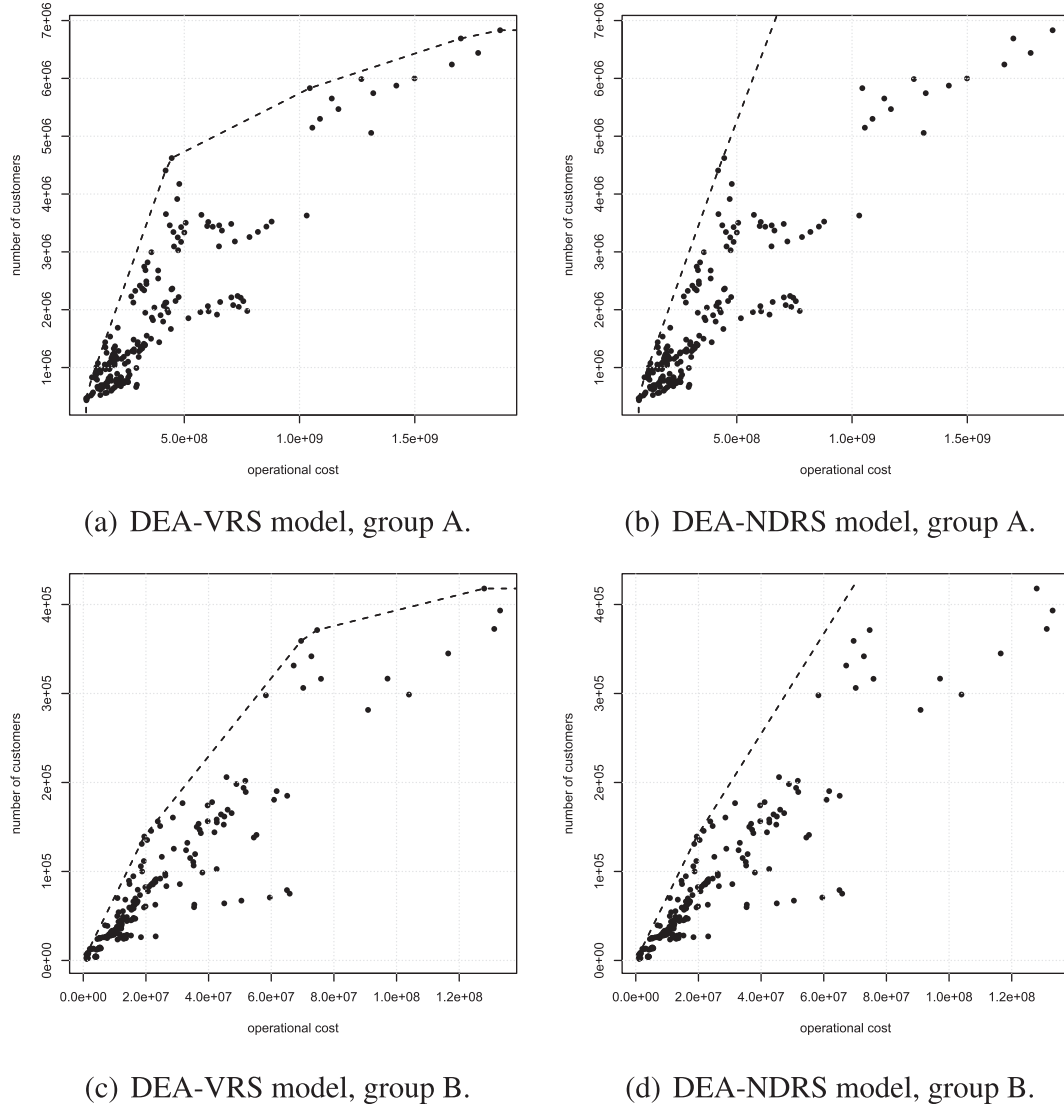 7e+06
6e+06
5e+06
4e+06
3e+06
2e+06
1e+06
number of customers
5.0e+08 1.0e+09 1.5e+09
operational cost
7e+06
6e+06
5e+06
4e+06
3e+06
2e+06
1e+06
number of customers
5.0e+08 1.0e+09 1.5e+09
operational cost
(a) DEA-VRS model, group A.
(b) DEA-NDRS model, group A.
4e+05
3e+05
2e+05
1e+05
0e+00
number of customers
0.0e+00 2.0e+07 4.0e+07 6.0e+07 8.0e+07 1.0e+08 1.2e+08
operational cost
4e+05
3e+05
2e+05
1e+05
0e+00
number of customers
0.0e+00 2.0e+07 4.0e+07 6.0e+07 8.0e+07 1.0e+08 1.2e+08
operational cost
(c) DEA-VRS model, group B.
(d) DEA-NDRS model, group B.